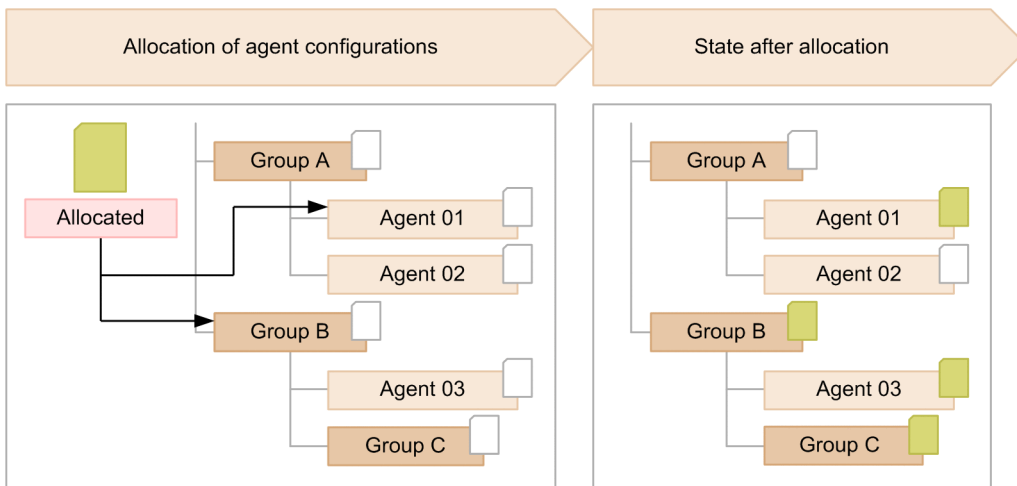 Allocation of agent configurations
State after allocation
Allocated
Group A
Agent 01
Agent 02
Group B
Agent 03
Group C
Group A
Agent 01
Agent 02
Group B
Agent 03
Group C